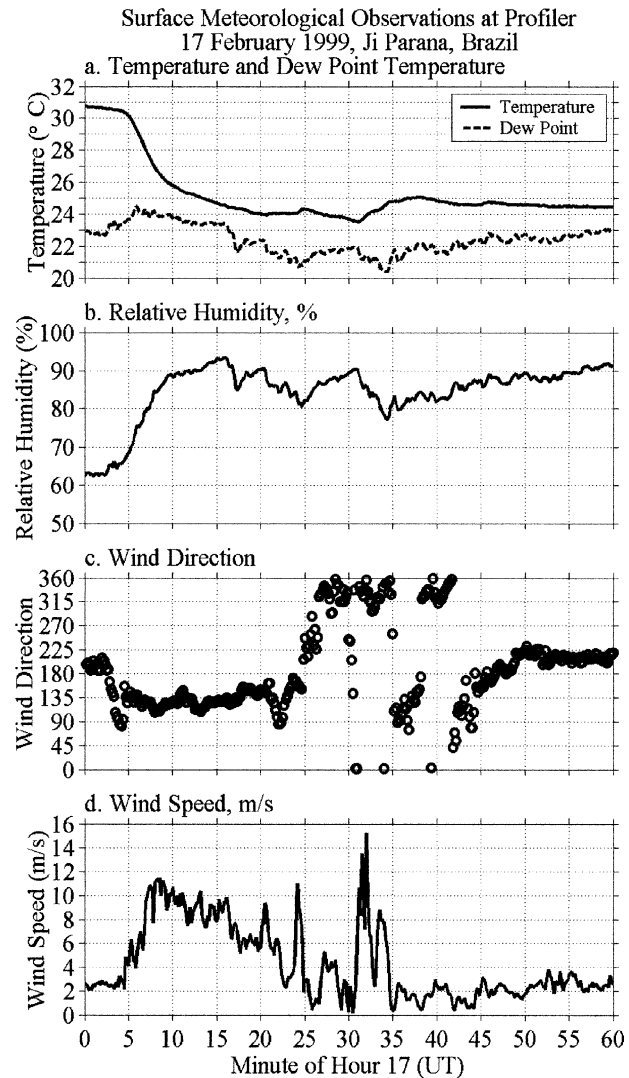 Surface Meteorological Observations at Profiler
17 February 1999, Ji Parana, Brazil
a. Temperature and Dew Point Temperature
Temperature (° C)
32
30
28
26
24
22
20
Temperature
Dew Point
b. Relative Humidity, %
Relative Humidity (%)
100
90
80
70
60
50
c. Wind Direction
Wind Direction
360
315
270
225
180
135
90
45
0
d. Wind Speed, m/s
Wind Speed (m/s)
16
14
12
10
8
6
4
2
0
0 5 10 15 20 25 30 35 40 45 50 55 60
Minute of Hour 17 (UT)